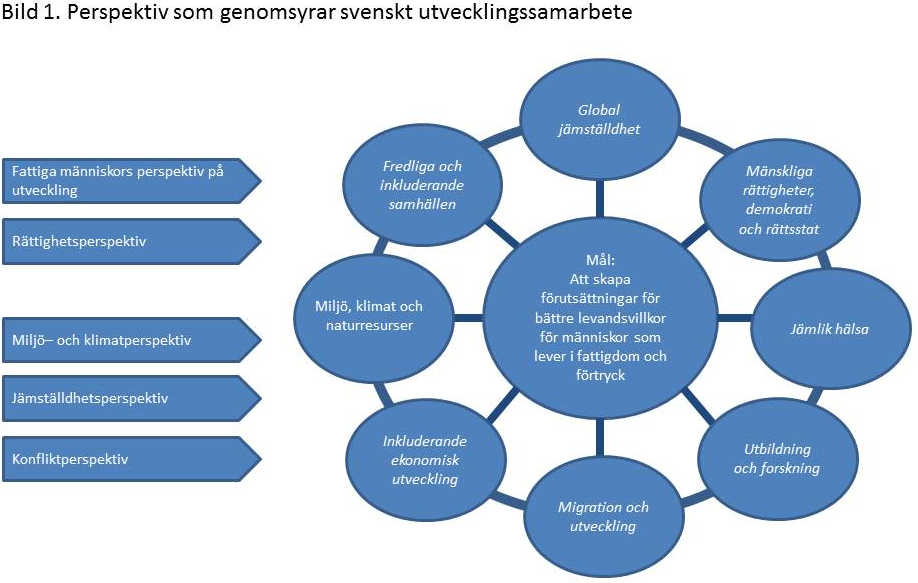 Bild 1. Perspektiv som genomsyrar svenskt utvecklingssamarbete
Fattiga människors perspektiv på
utveckling
Rättighetsperspektiv
Miljö– och klimatperspektiv
Jämställdhetsperspektiv
Konfliktperspektiv
Global
jämställdhet
Mänskliga
rättigheter,
demokrati
och rättsstat
Jämlik hälsa
Utbildning
och forskning
Migration och
utveckling
Inkluderande
ekonomisk
utveckling
Miljö, klimat och
naturresurser
Fredliga och
inkluderande
samhällen
Mål:
Att skapa
förutsättningar för
bättre levandsvillkor
för människor som
lever i fattigdom och
förtryck